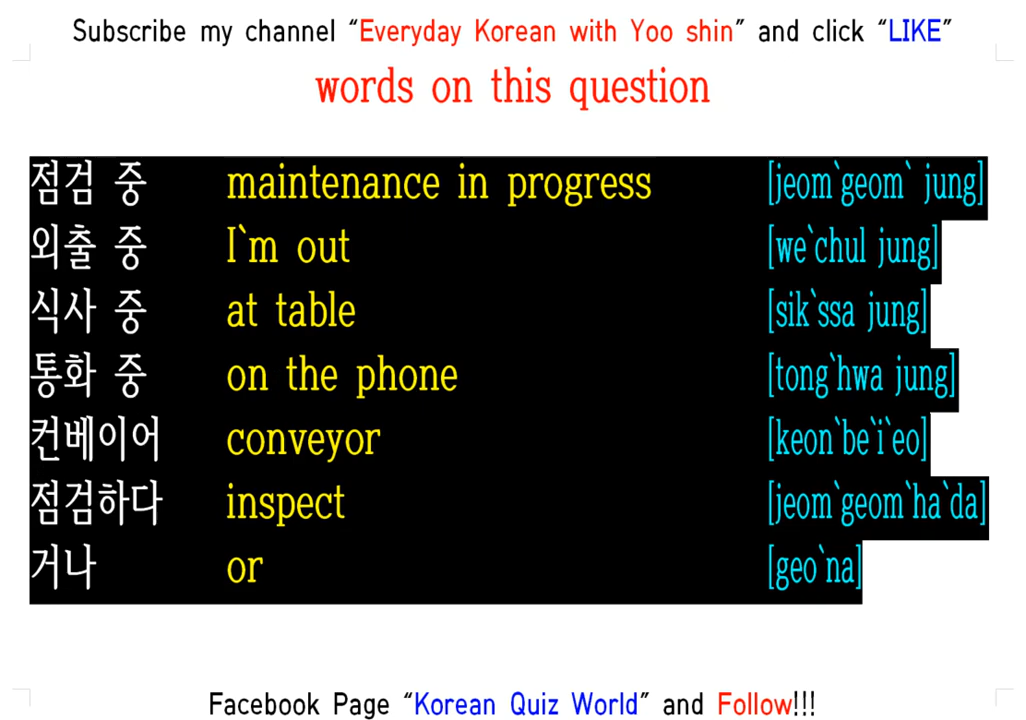 Subscribe my channel “Everyday Korean with Yoo shin” and click “LIKE”
words on this question
점검 중 maintenance in progress [jeom`geom` jung]
외출 중 I`m out [we`chul jung]
식사 중 at table [sik`ssa jung]
통화 중 on the phone [tong`hwa jung]
컨베이어 conveyor [keon`be`i`eo]
점검하다 inspect [jeom`geom`ha`da]
거나 or [geo`na]
Facebook Page “Korean Quiz World” and Follow!!!